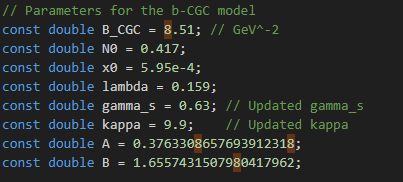 // Parameters for the b-CGC model
const double B_CGC = 8.51; // GeV^-2
const double N0 = 0.417;
const double x0 = 5.95e-4;
const double lambda = 0.159;
const double gamma_s = 0.63; // Updated gamma_s
const double kappa = 9.9;    // Updated kappa
const double A = 0.3763308657693912318;
const double B = 1.6557431507980417962;